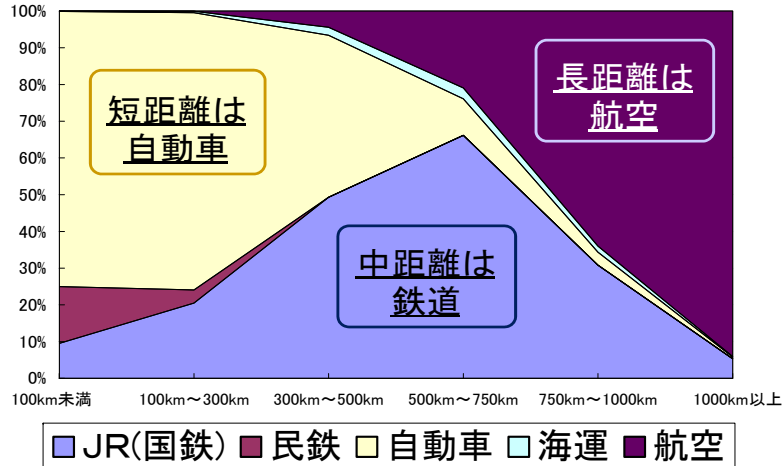 100%
90%
80%
70%
60%
50%
40%
30%
20%
10%
0%
短距離は
自動車
長距離は
航空
中距離は
鉄道
100km未満 100km～300km 300km～500km 500km～750km 750km～1000km 1000km以上
JR(国鉄) 民鉄 自動車 海運 航空